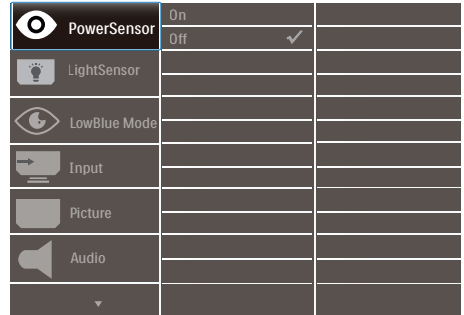 PowerSensor
On
Off
LightSensor
LowBlue Mode
Input
Picture
Audio